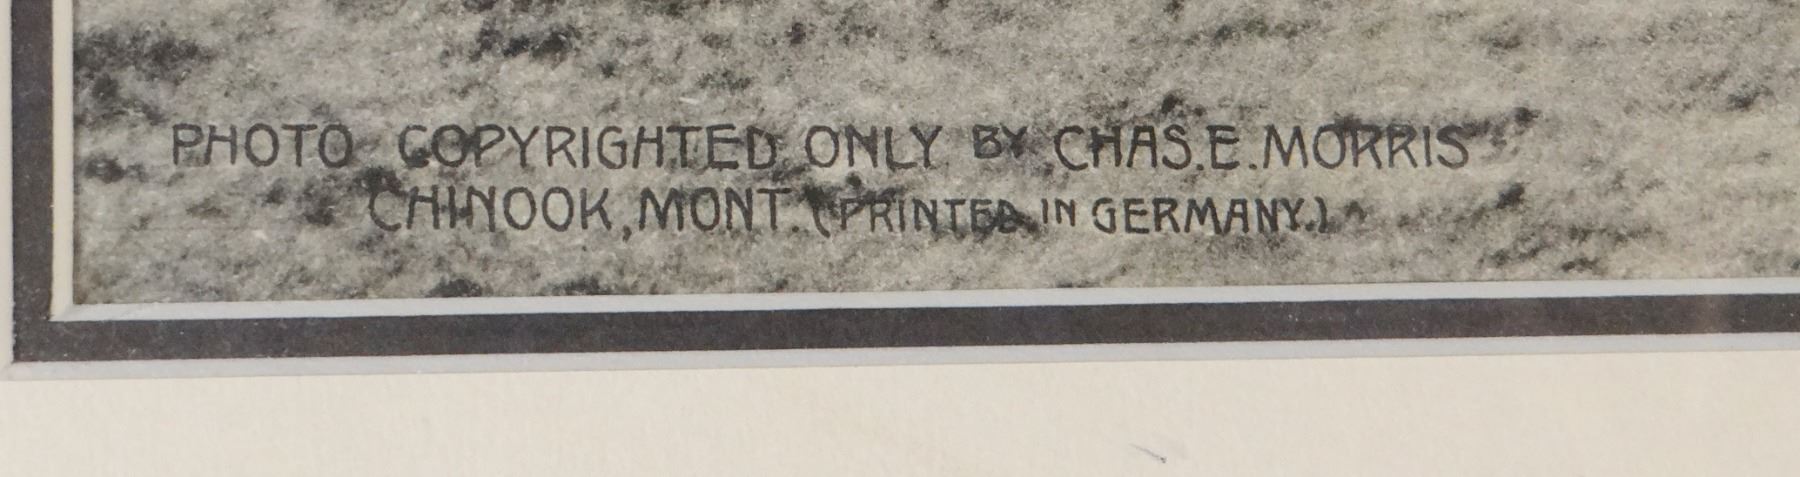 PHOTO COPYRIGHTED ONLY BY CHAS.E.MORRIS
CHINOOK, MONT. (PRINTED IN GERMANY.)